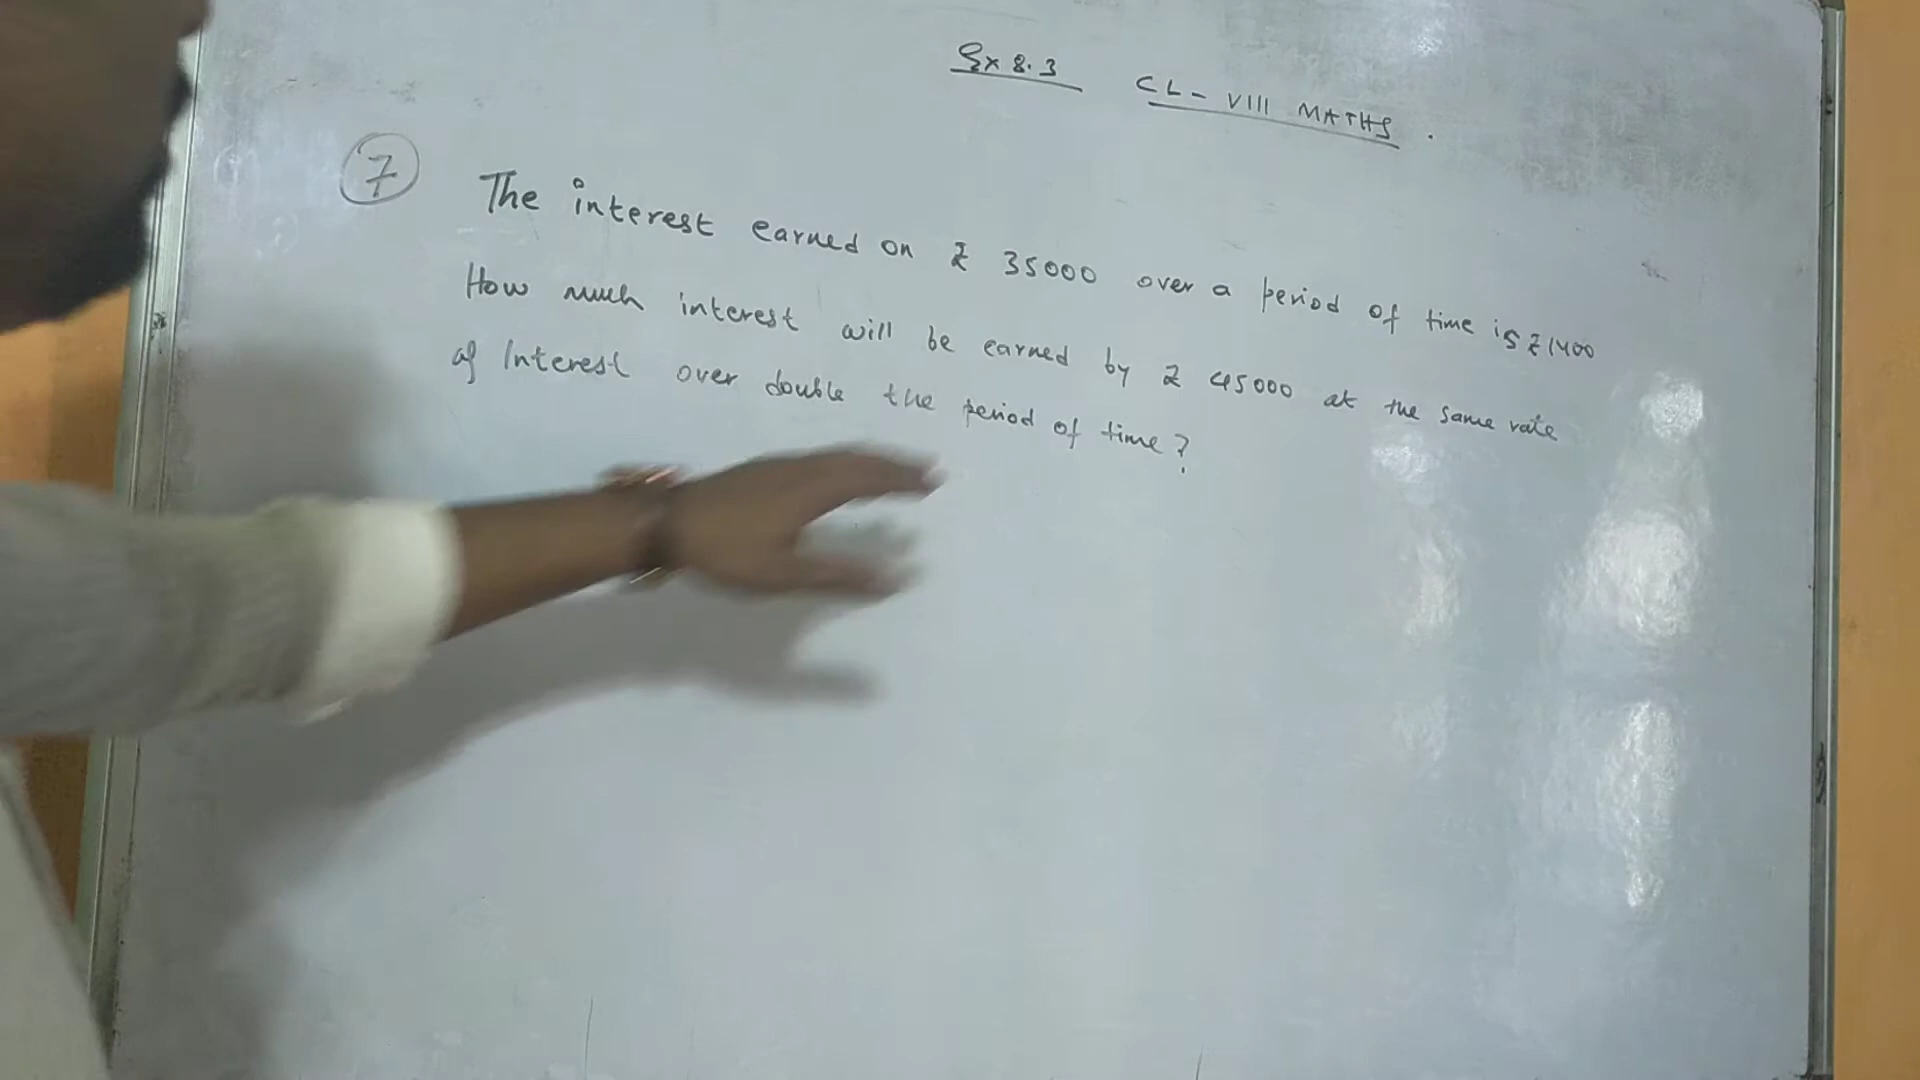 Ex 8.3 CL - VIII MATHS.
7 The interest earned on ₹ 35000 over a period of time is ₹ 1400
How much interest will be earned by ₹ 45000 at the same rate
of Interest over double the period of time?